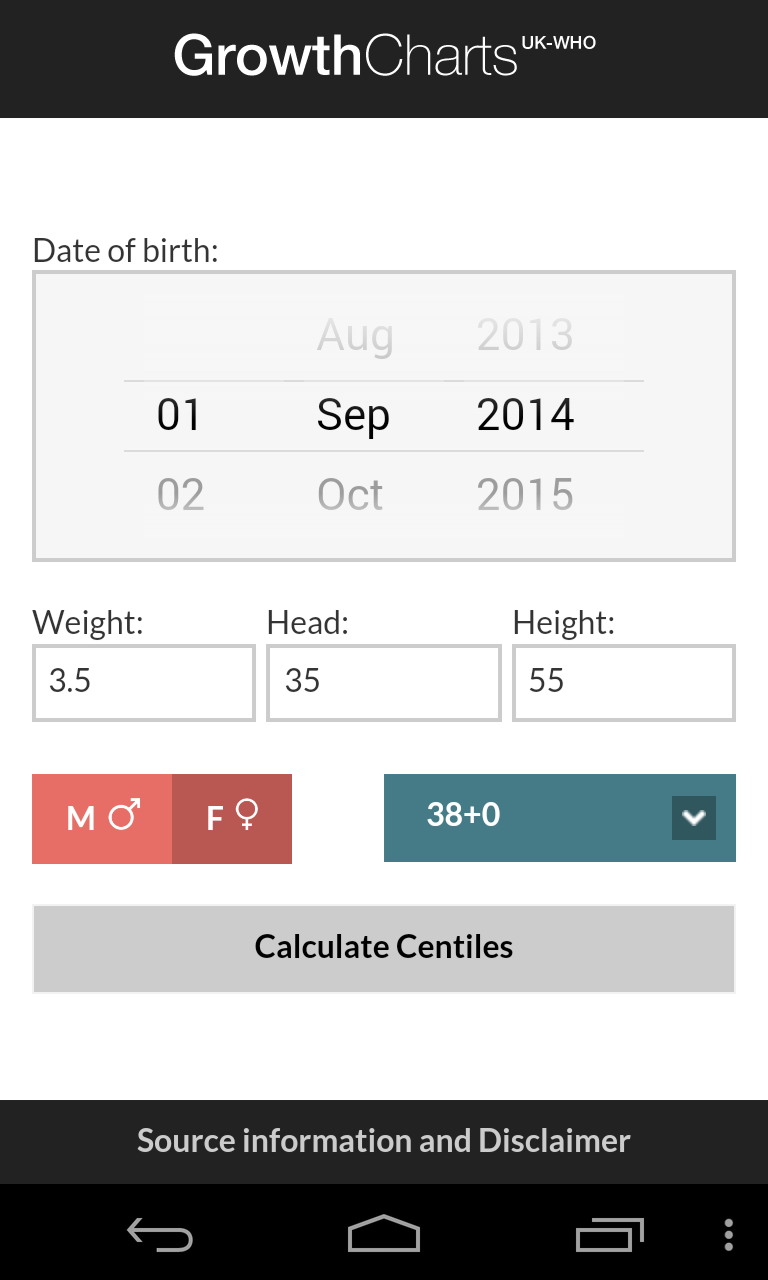 GrowthCharts UK-WHO
Date of birth:
Aug 2013
01 Sep 2014
02 Oct 2015
Weight: Head: Height:
3.5 35 55
M ♂ F ♀ 38+0
Calculate Centiles
Source information and Disclaimer